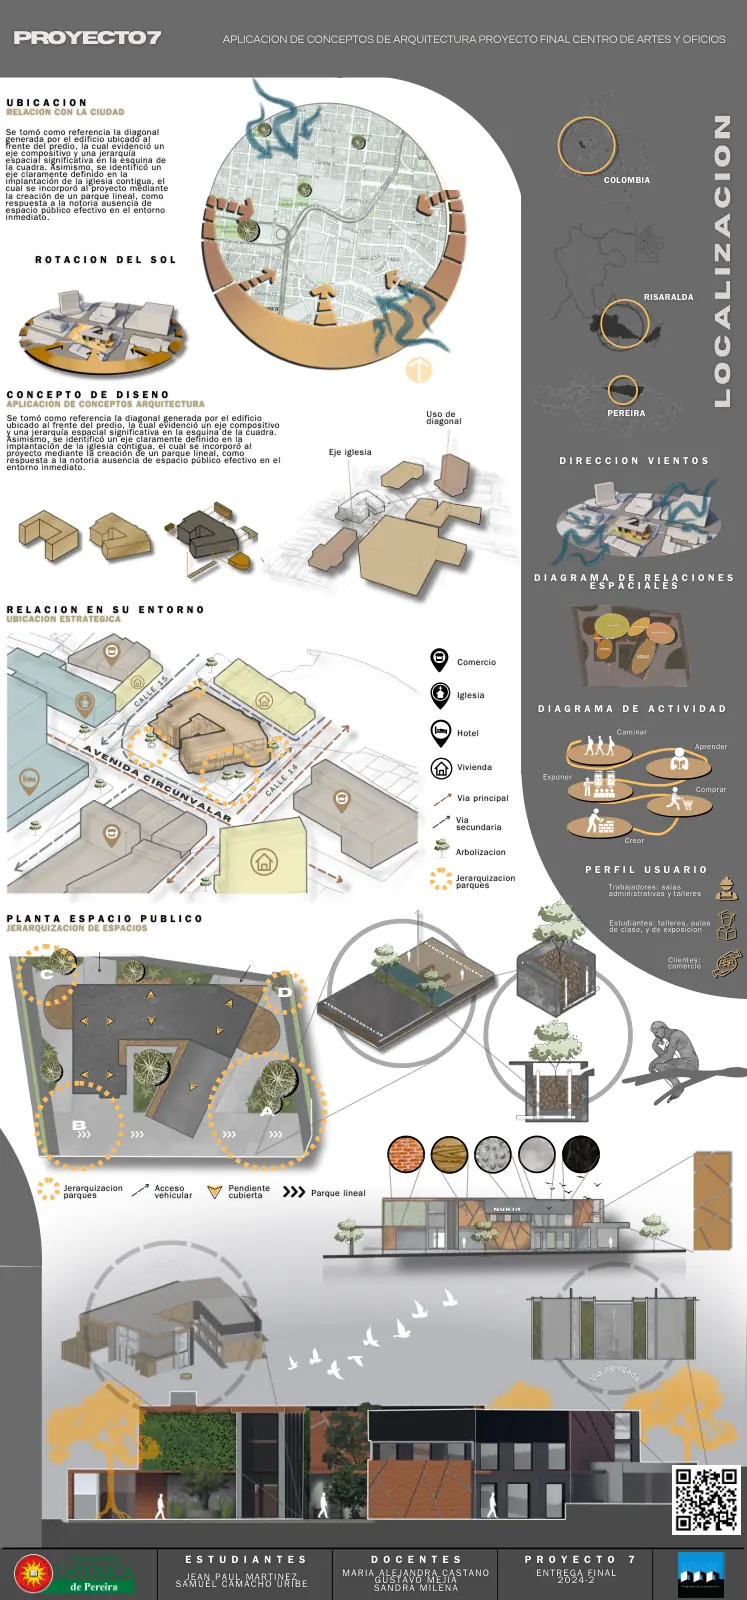 PROYECTO 7
APLICACION DE CONCEPTOS DE ARQUITECTURA PROYECTO FINAL CENTRO DE ARTES Y OFICIOS
UBICACION
RELACION CON LA CIUDAD
Se tomó como referencia la diagonal
generada por el edificio ubicado al
frente del predio, la cual evidenció un
eje compositivo y una jerarquía
espacial significativa en la esquina de
la cuadra. Asimismo, se identificó un
eje claramente definido en la
implantación de la iglesia contigua, el
cual se incorporó al proyecto mediante
la creación de un parque lineal, como
respuesta a la notoria ausencia de
espacio público efectivo en el entorno
inmediato.
ROTACION DEL SOL
LOCALIZACION
COLOMBIA
RISARALDA
PEREIRA
CONCEPTO DE DISENO
APLICACION DE CONCEPTOS ARQUITECTURA
Se tomó como referencia la diagonal generada por el edificio
ubicado al frente del predio, la cual evidenció un eje compositivo
y una jerarquía espacial significativa en la esquina de la cuadra.
Asimismo, se identificó un eje claramente definido en la
implantación de la iglesia contigua, el cual se incorporó al
proyecto mediante la creación de un parque lineal, como
respuesta a la notoria ausencia de espacio público efectivo en el
entorno inmediato.
Uso de
diagonal
Eje iglesia
DIRECCION VIENTOS
DIAGRAMA DE RELACIONES
ESPACIALES
RELACION EN SU ENTORNO
UBICACION ESTRATEGICA
CALLE 15
AVENIDA CIRCUNVALAR
CALLE 14
Comercio
Iglesia
Hotel
Vivienda
Via principal
Via
secundaria
Arbolizacion
Jerarquizacion
parques
DIAGRAMA DE ACTIVIDAD
Caminar
Aprender
Exponer
Comprar
Crear
PERFIL USUARIO
Trabajadores: salas
administrativas y talleres
Estudiantes: talleres, aulas
de clase, y de exposicion
Clientes:
comercio
PLANTA ESPACIO PUBLICO
JERARQUIZACION DE ESPACIOS
C
D
B
A
AVENIDA CIRCUNVALAR
Jerarquizacion
parques
Acceso
vehicular
Pendiente
cubierta
Parque lineal
Via agregada
ESTUDIANTES
JEAN PAUL MARTINEZ
SAMUEL CAMACHO URIBE
DOCENTES
MARIA ALEJANDRA CASTANO
GUSTAVO MEJIA
SANDRA MILENA
PROYECTO 7
ENTREGA FINAL
2024-2
de Pereira